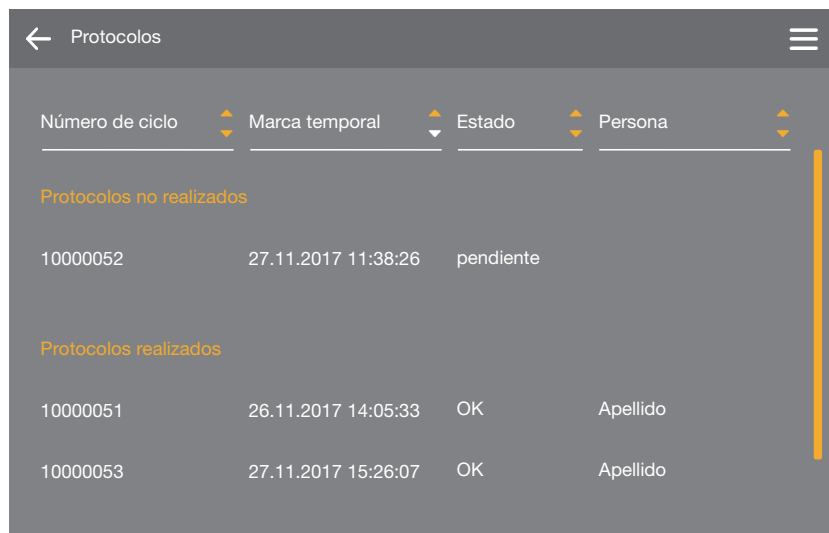 Protocolos
Número de ciclo Marca temporal Estado Persona
Protocolos no realizados
10000052 27.11.2017 11:38:26 pendiente
Protocolos realizados
10000051 26.11.2017 14:05:33 OK Apellido
10000053 27.11.2017 15:26:07 OK Apellido